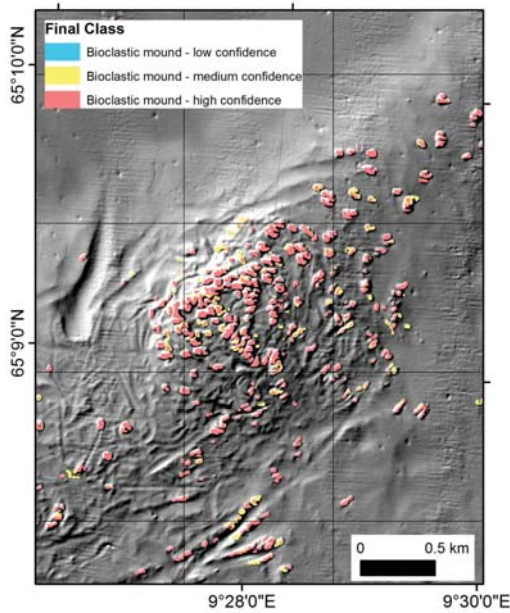 Final Class
Bioclastic mound - low confidence
Bioclastic mound - medium confidence
Bioclastic mound - high confidence
65°10'0"N
65°9'0"N
0 0.5 km
9°28'0"E 9°30'0"E